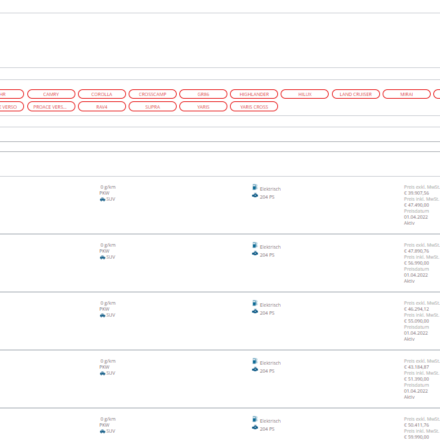 HR CAMRY COROLLA CROSSCAMP GR86 HIGHLANDER HILUX LAND CRUISER MIRAI
VERSO PROACE VERS... RAV4 SUPRA YARIS YARIS CROSS
0 g/km
PKW
SUV
Elektrisch
204 PS
Preis exkl. MwSt.
€ 39.907,56
Preis inkl. MwSt.
€ 47.490,00
Preisdatum
01.04.2022
Aktiv
0 g/km
PKW
SUV
Elektrisch
204 PS
Preis exkl. MwSt.
€ 47.890,76
Preis inkl. MwSt.
€ 56.990,00
Preisdatum
01.04.2022
Aktiv
0 g/km
PKW
SUV
Elektrisch
204 PS
Preis exkl. MwSt.
€ 46.294,12
Preis inkl. MwSt.
€ 55.090,00
Preisdatum
01.04.2022
Aktiv
0 g/km
PKW
SUV
Elektrisch
204 PS
Preis exkl. MwSt.
€ 43.184,87
Preis inkl. MwSt.
€ 51.390,00
Preisdatum
01.04.2022
Aktiv
0 g/km
PKW
SUV
Elektrisch
204 PS
Preis exkl. MwSt.
€ 50.411,76
Preis inkl. MwSt.
€ 59.990,00